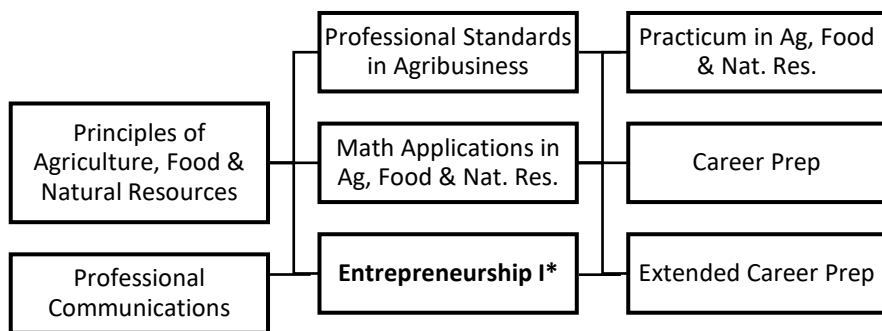 Principles of
Agriculture, Food &
Natural Resources
Professional
Communications
Professional Standards
in Agribusiness
Math Applications in
Ag, Food & Nat. Res.
Entrepreneurship I*
Practicum in Ag, Food
& Nat. Res.
Career Prep
Extended Career Prep